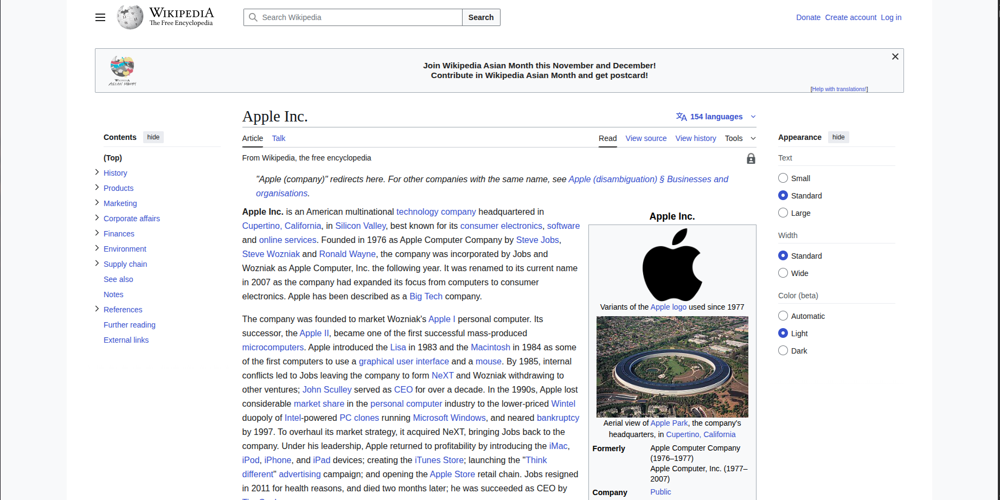 WIKIPEDIA
The Free Encyclopedia
Search Wikipedia
Search
Donate
Create account
Log in
Join Wikipedia Asian Month this November and December!
Contribute in Wikipedia Asian Month and get postcard!
WIKIPEDIA
ASIAN MONTH
[Help with translations!]
Apple Inc.
154 languages
Contents hide
(Top)
History
Products
Marketing
Corporate affairs
Finances
Environment
Supply chain
See also
Notes
References
Further reading
External links
Article Talk
Read View source View history Tools
From Wikipedia, the free encyclopedia
"Apple (company)" redirects here. For other companies with the same name, see Apple (disambiguation) § Businesses and
organisations.
Apple Inc. is an American multinational technology company headquartered in
Cupertino, California, in Silicon Valley, best known for its consumer electronics, software
and online services. Founded in 1976 as Apple Computer Company by Steve Jobs,
Steve Wozniak and Ronald Wayne, the company was incorporated by Jobs and
Wozniak as Apple Computer, Inc. the following year. It was renamed to its current name
in 2007 as the company had expanded its focus from computers to consumer
electronics. Apple has been described as a Big Tech company.
The company was founded to market Wozniak's Apple I personal computer. Its
successor, the Apple II, became one of the first successful mass-produced
microcomputers. Apple introduced the Lisa in 1983 and the Macintosh in 1984 as some
of the first computers to use a graphical user interface and a mouse. By 1985, internal
conflicts led to Jobs leaving the company to form NeXT and Wozniak withdrawing to
other ventures; John Sculley served as CEO for over a decade. In the 1990s, Apple lost
considerable market share in the personal computer industry to the lower-priced Wintel
duopoly of Intel-powered PC clones running Microsoft Windows, and neared bankruptcy
by 1997. To overhaul its market strategy, it acquired NeXT, bringing Jobs back to the
company. Under his leadership, Apple returned to profitability by introducing the iMac,
iPod, iPhone, and iPad devices; creating the iTunes Store; launching the "Think
different" advertising campaign; and opening the Apple Store retail chain. Jobs resigned
in 2011 for health reasons, and died two months later; he was succeeded as CEO by
Apple Inc.
Variants of the Apple logo used since 1977
Aerial view of Apple Park, the company's
headquarters, in Cupertino, California
Formerly Apple Computer Company
(1976–1977)
Apple Computer, Inc. (1977–
2007)
Company Public
Appearance hide
Text
Small
Standard
Large
Width
Standard
Wide
Color (beta)
Automatic
Light
Dark